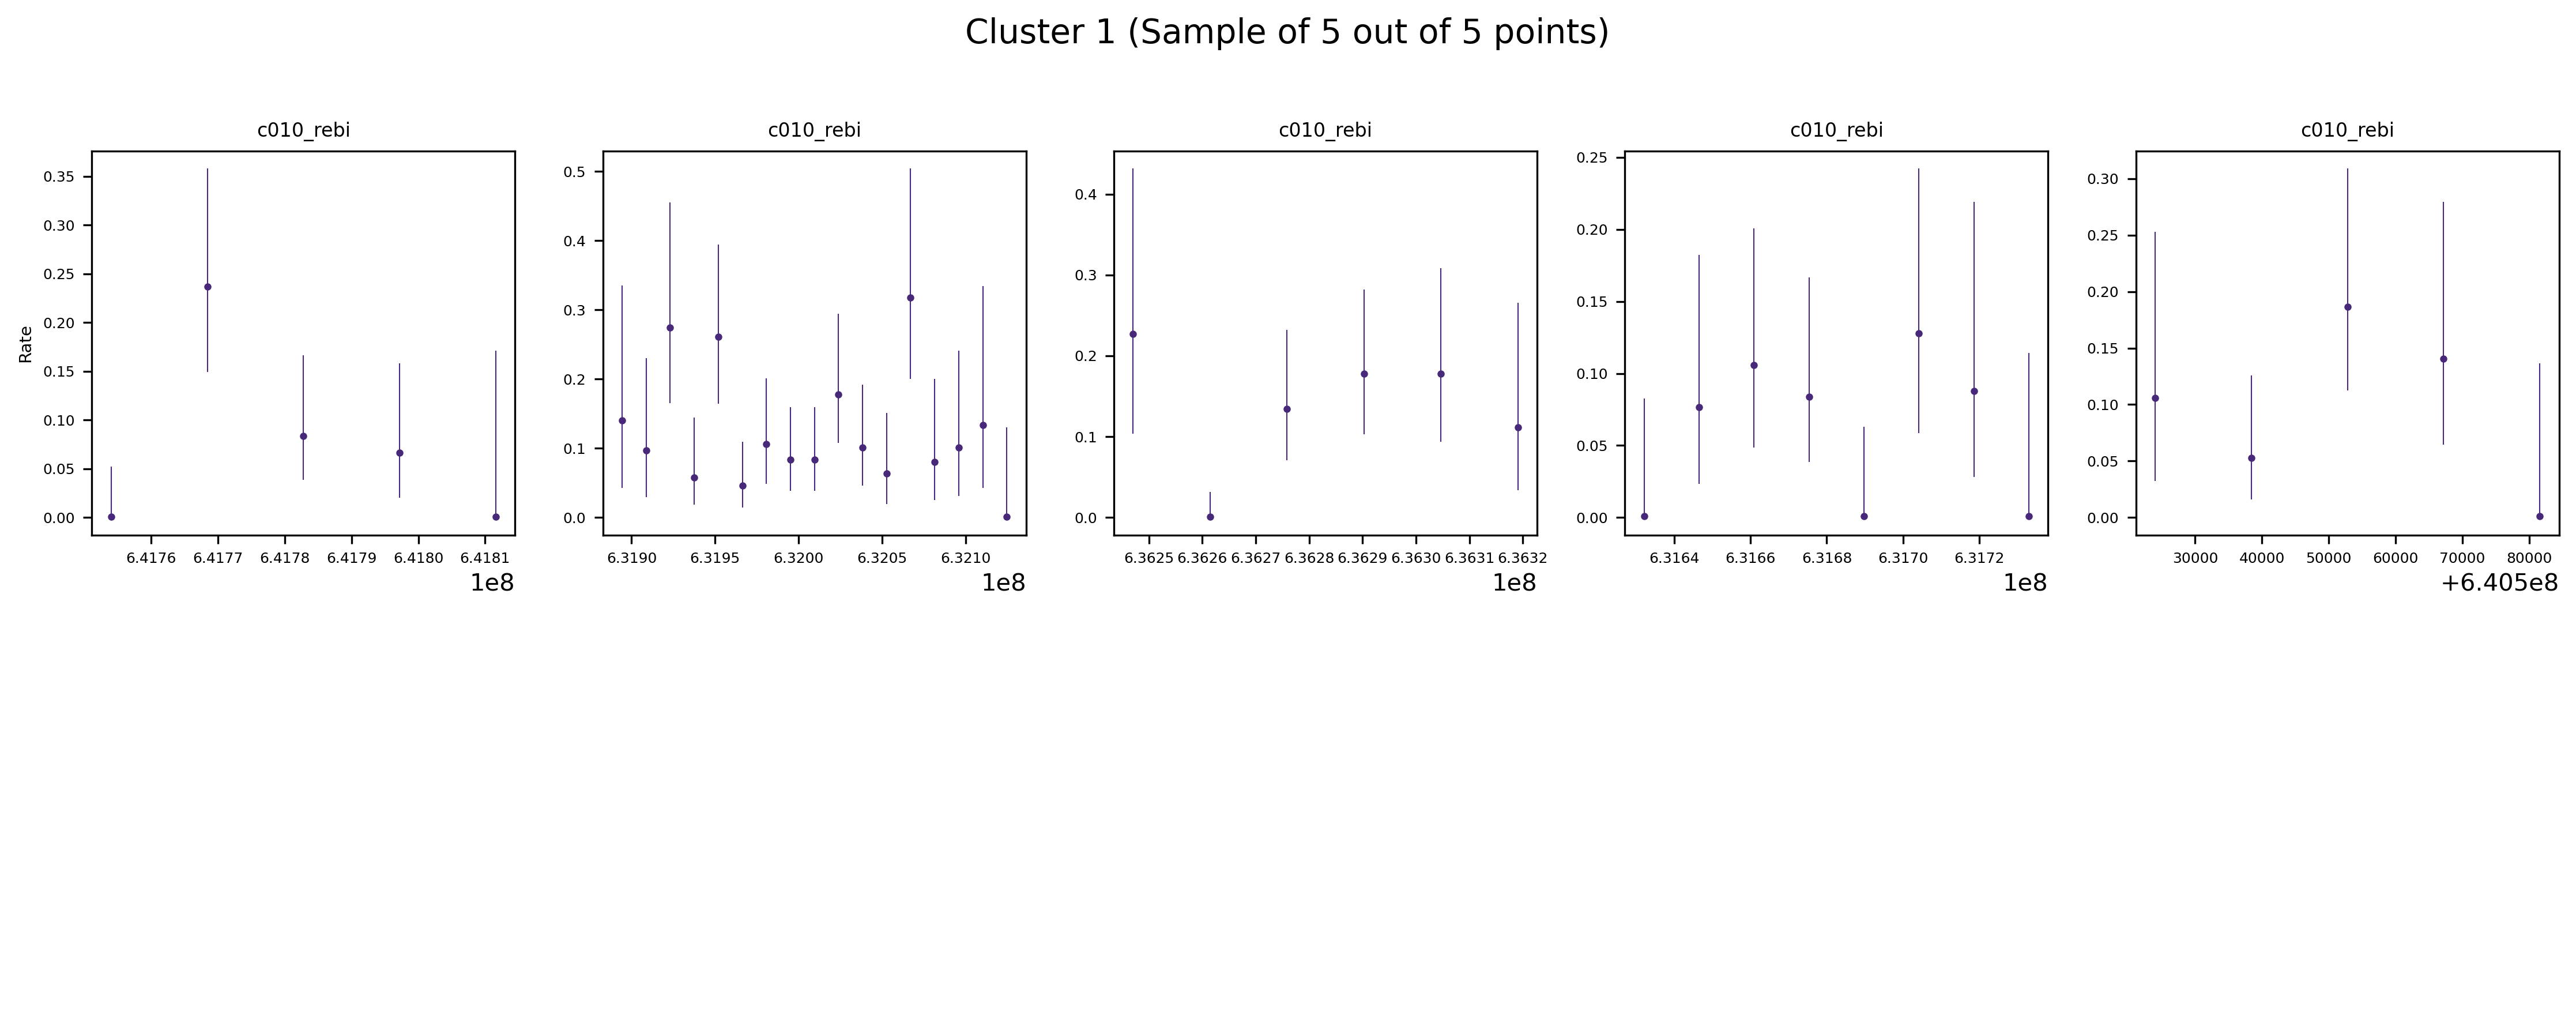 Cluster 1 (Sample of 5 out of 5 points)
c010_rebi c010_rebi c010_rebi c010_rebi c010_rebi
Rate
0.35
0.30
0.25
0.20
0.15
0.10
0.05
0.00
6.4176 6.4177 6.4178 6.4179 6.4180 6.4181
1e8
0.5
0.4
0.3
0.2
0.1
0.0
6.3190 6.3195 6.3200 6.3205 6.3210
1e8
0.4
0.3
0.2
0.1
0.0
6.3625 6.3626 6.3627 6.3628 6.3629 6.3630 6.3631 6.3632
1e8
0.25
0.20
0.15
0.10
0.05
0.00
6.3164 6.3166 6.3168 6.3170 6.3172
1e8
0.30
0.25
0.20
0.15
0.10
0.05
0.00
30000 40000 50000 60000 70000 80000
+6.405e8